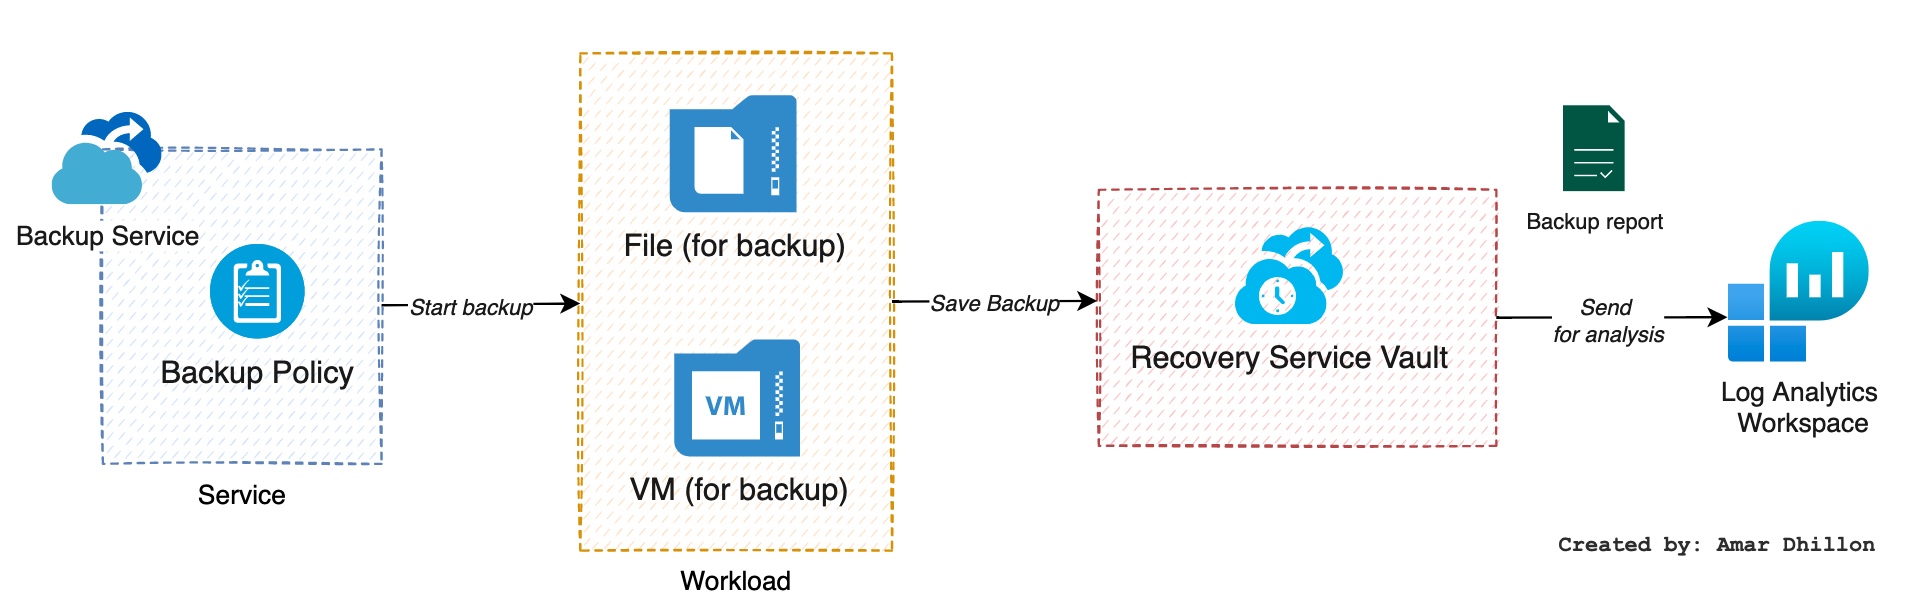 Backup Service
Backup Policy
Service
Start backup
File (for backup)
VM
VM (for backup)
Workload
Save Backup
Recovery Service Vault
Backup report
Send
for analysis
Log Analytics
Workspace
Created by: Amar Dhillon